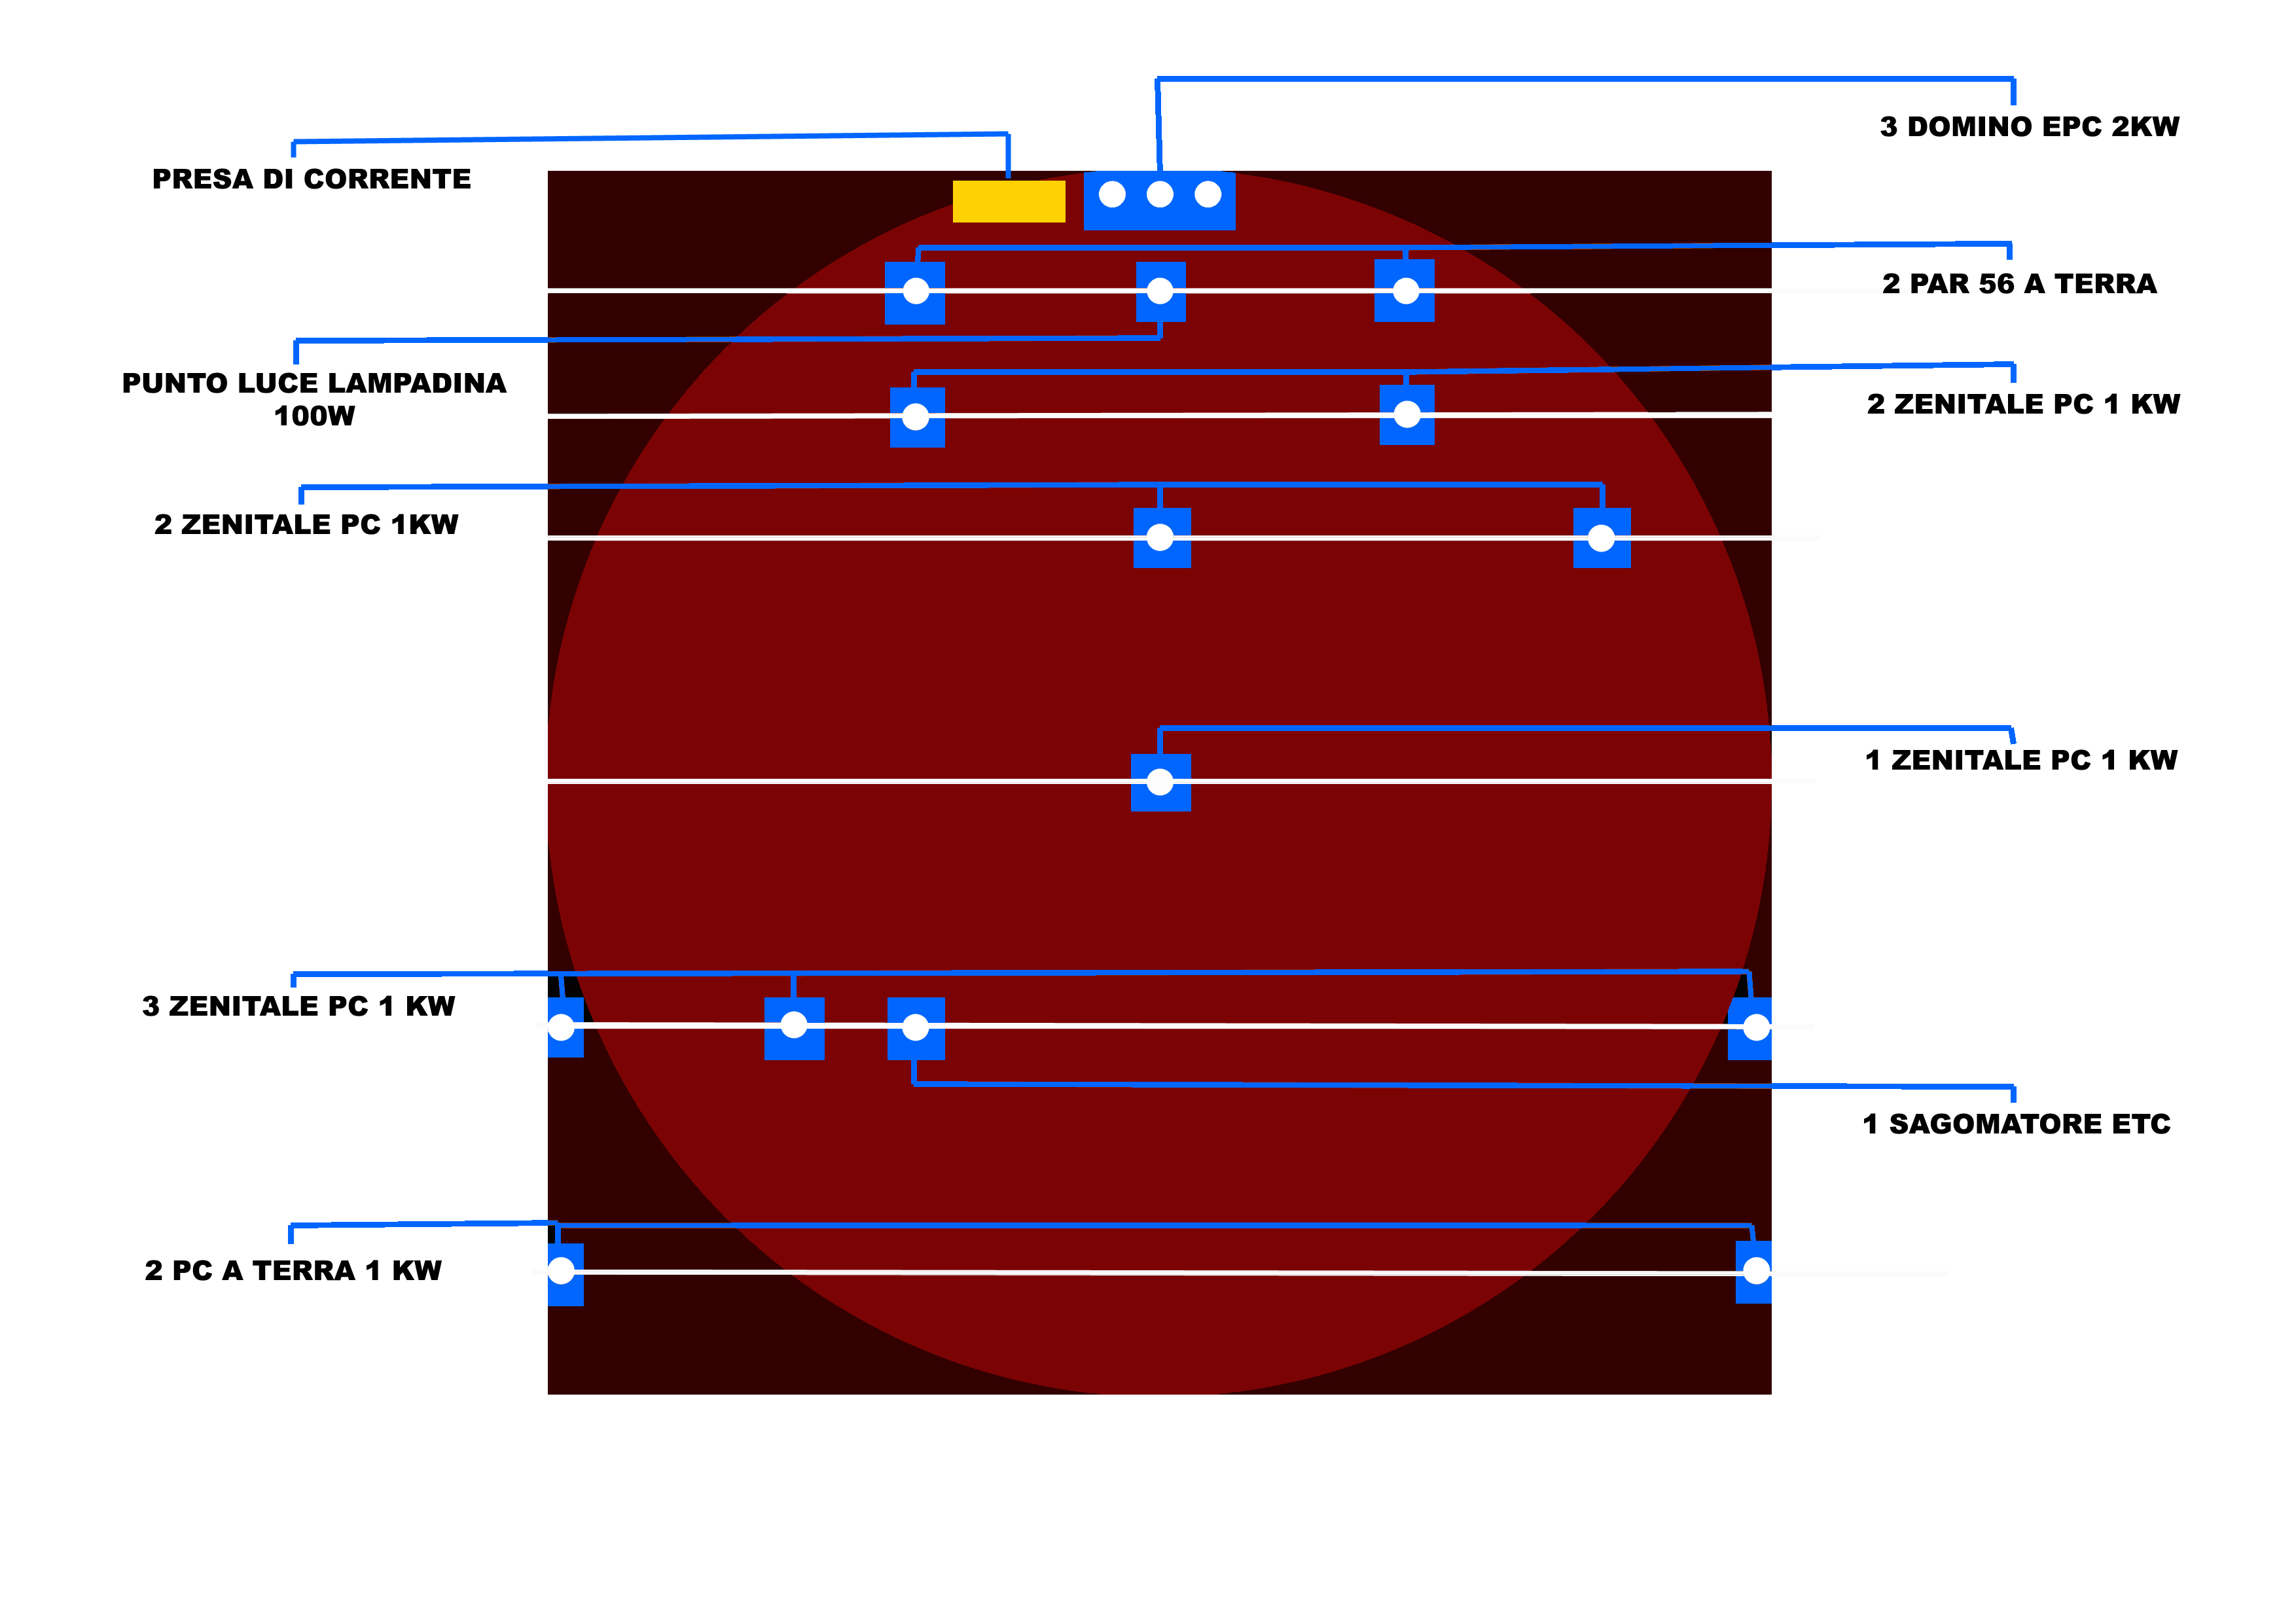 3 DOMINO EPC 2KW
PRESA DI CORRENTE
2 PAR 56 A TERRA
PUNTO LUCE LAMPADINA
100W
2 ZENITALE PC 1 KW
2 ZENITALE PC 1KW
1 ZENITALE PC 1 KW
3 ZENITALE PC 1 KW
1 SAGOMATORE ETC
2 PC A TERRA 1 KW